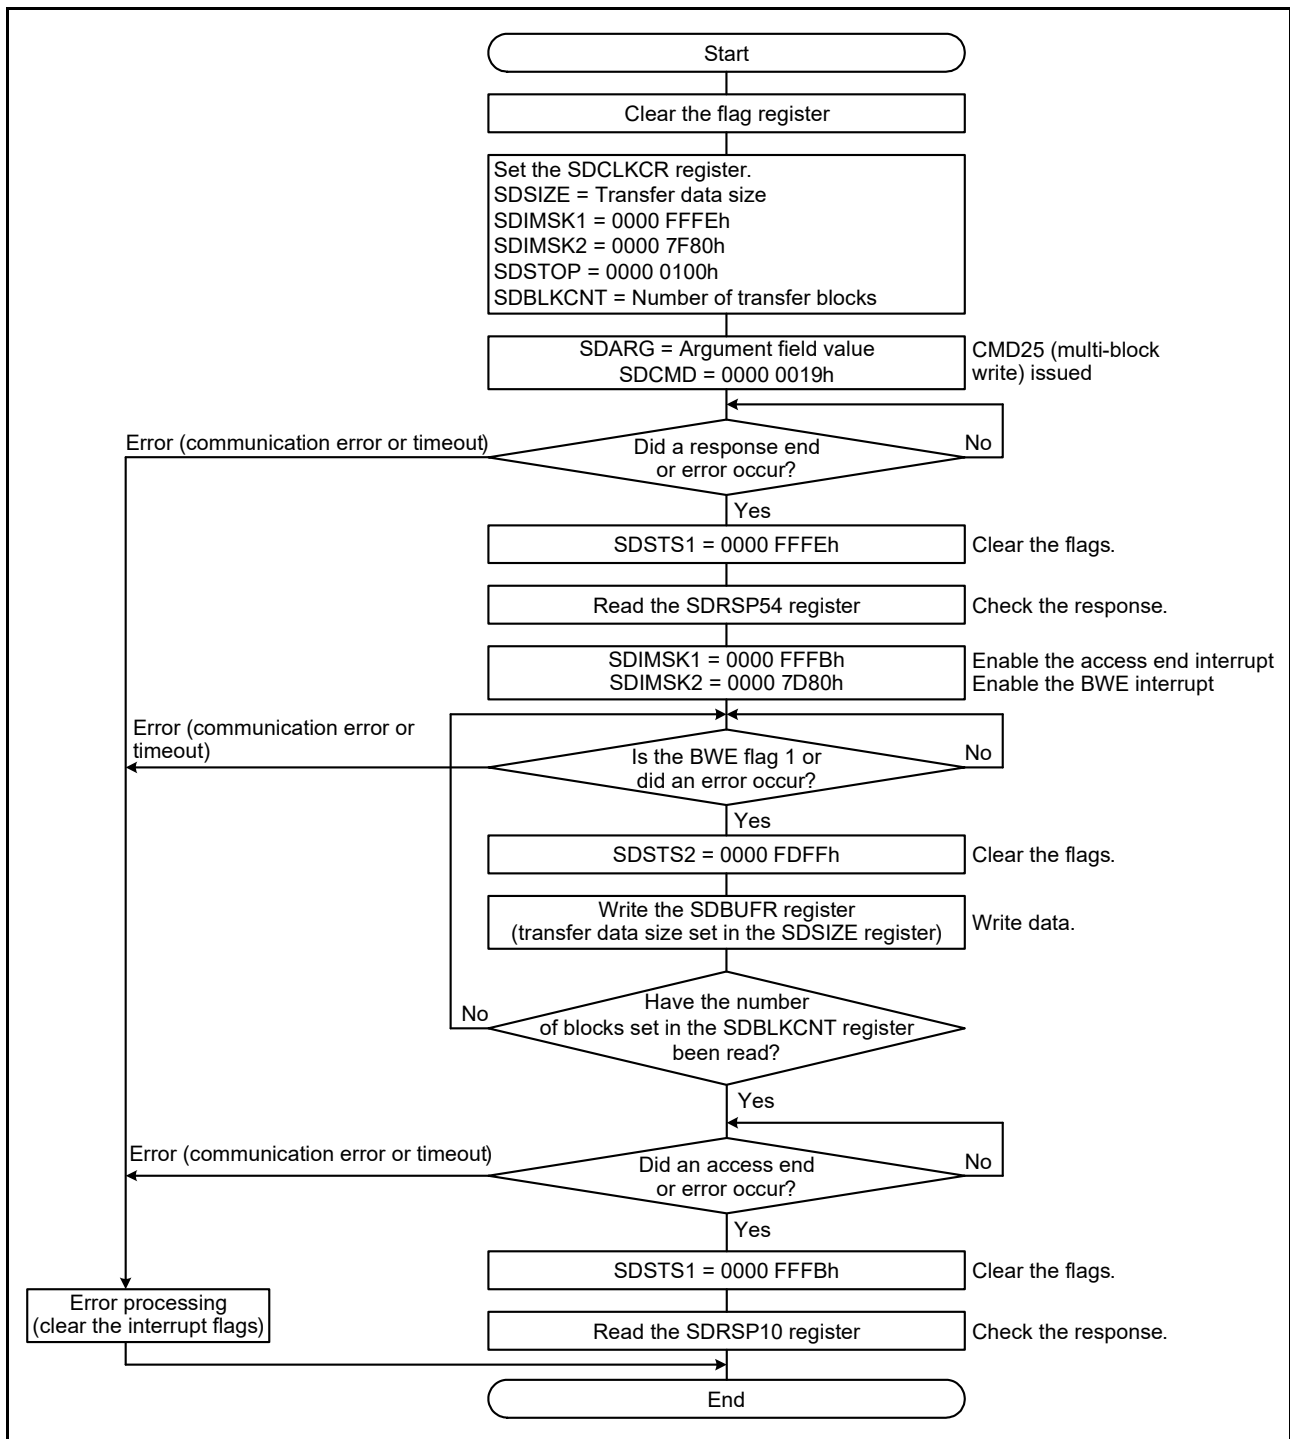 Start
Clear the flag register
Set the SDCLKCR register.
SDSIZE = Transfer data size
SDIMSK1 = 0000 FFFEh
SDIMSK2 = 0000 7F80h
SDSTOP = 0000 0100h
SDBLKCNT = Number of transfer blocks
SDARG = Argument field value
SDCMD = 0000 0019h
CMD25 (multi-block
write) issued
Error (communication error or timeout)
Did a response end
or error occur?
No
Yes
SDSTS1 = 0000 FFFEh
Clear the flags.
Read the SDRSP54 register
Check the response.
SDIMSK1 = 0000 FFFBh
SDIMSK2 = 0000 7D80h
Enable the access end interrupt
Enable the BWE interrupt
Error (communication error or
timeout)
Is the BWE flag 1 or
did an error occur?
No
Yes
SDSTS2 = 0000 FDFFh
Clear the flags.
Write the SDBUFR register
(transfer data size set in the SDSIZE register)
Write data.
No
Have the number
of blocks set in the SDBLKCNT register
been read?
Yes
Error (communication error or timeout)
Did an access end
or error occur?
No
Yes
SDSTS1 = 0000 FFFBh
Clear the flags.
Error processing
(clear the interrupt flags)
Read the SDRSP10 register
Check the response.
End